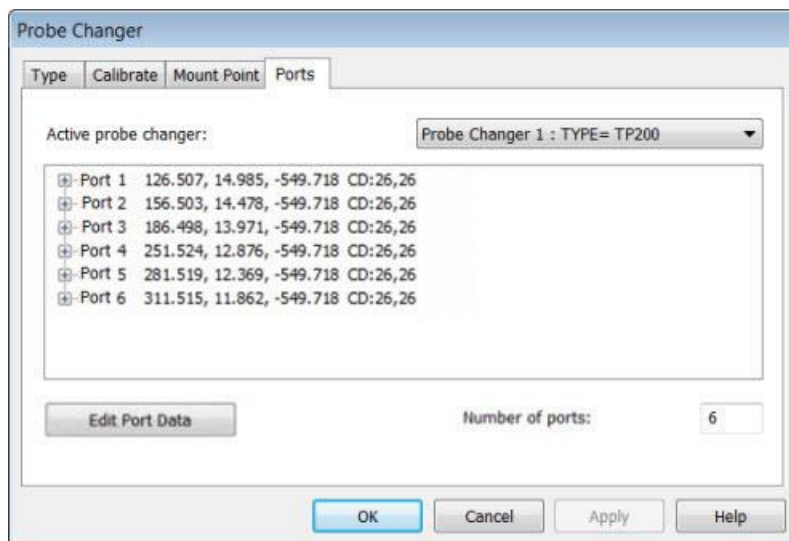 Probe Changer
Type Calibrate Mount Point Ports
Active probe changer: Probe Changer 1 : TYPE= TP200
Port 1 126.507, 14.985, -549.718 CD:26,26
Port 2 156.503, 14.478, -549.718 CD:26,26
Port 3 186.498, 13.971, -549.718 CD:26,26
Port 4 251.524, 12.876, -549.718 CD:26,26
Port 5 281.519, 12.369, -549.718 CD:26,26
Port 6 311.515, 11.862, -549.718 CD:26,26
Edit Port Data Number of ports: 6
OK Cancel Apply Help